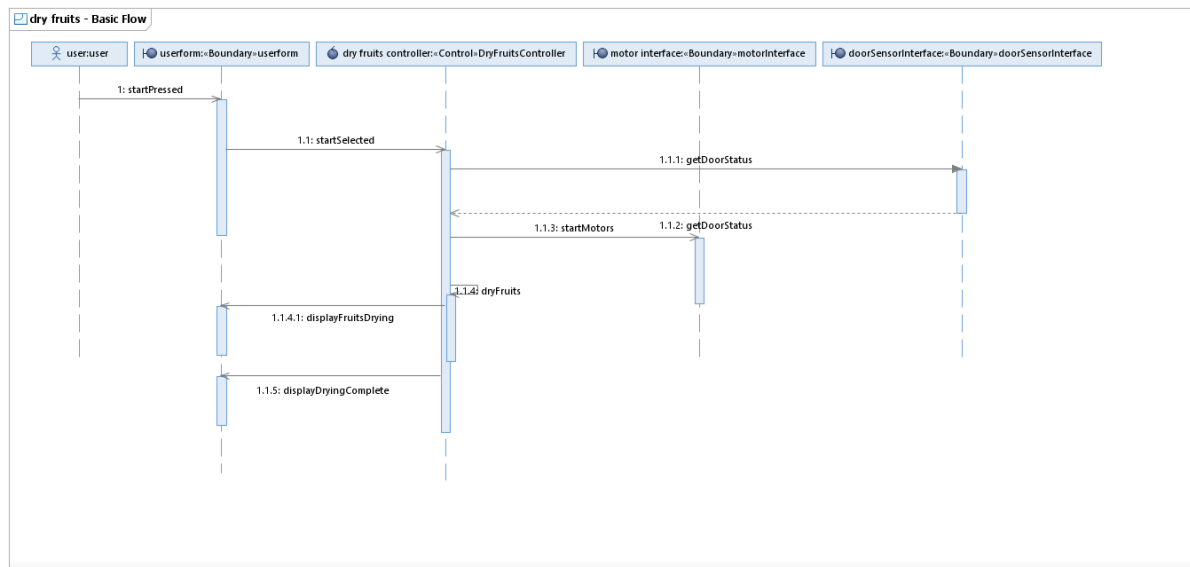 dry fruits - Basic Flow
user:user
userform:«Boundary»userform
dry fruits controller:«Control»DryFruitsController
motor interface:«Boundary»motorInterface
doorSensorInterface:«Boundary»doorSensorInterface
1: startPressed
1.1: startSelected
1.1.1: getDoorStatus
1.1.2: getDoorStatus
1.1.3: startMotors
1.1.4: dryFruits
1.1.4.1: displayFruitsDrying
1.1.5: displayDryingComplete